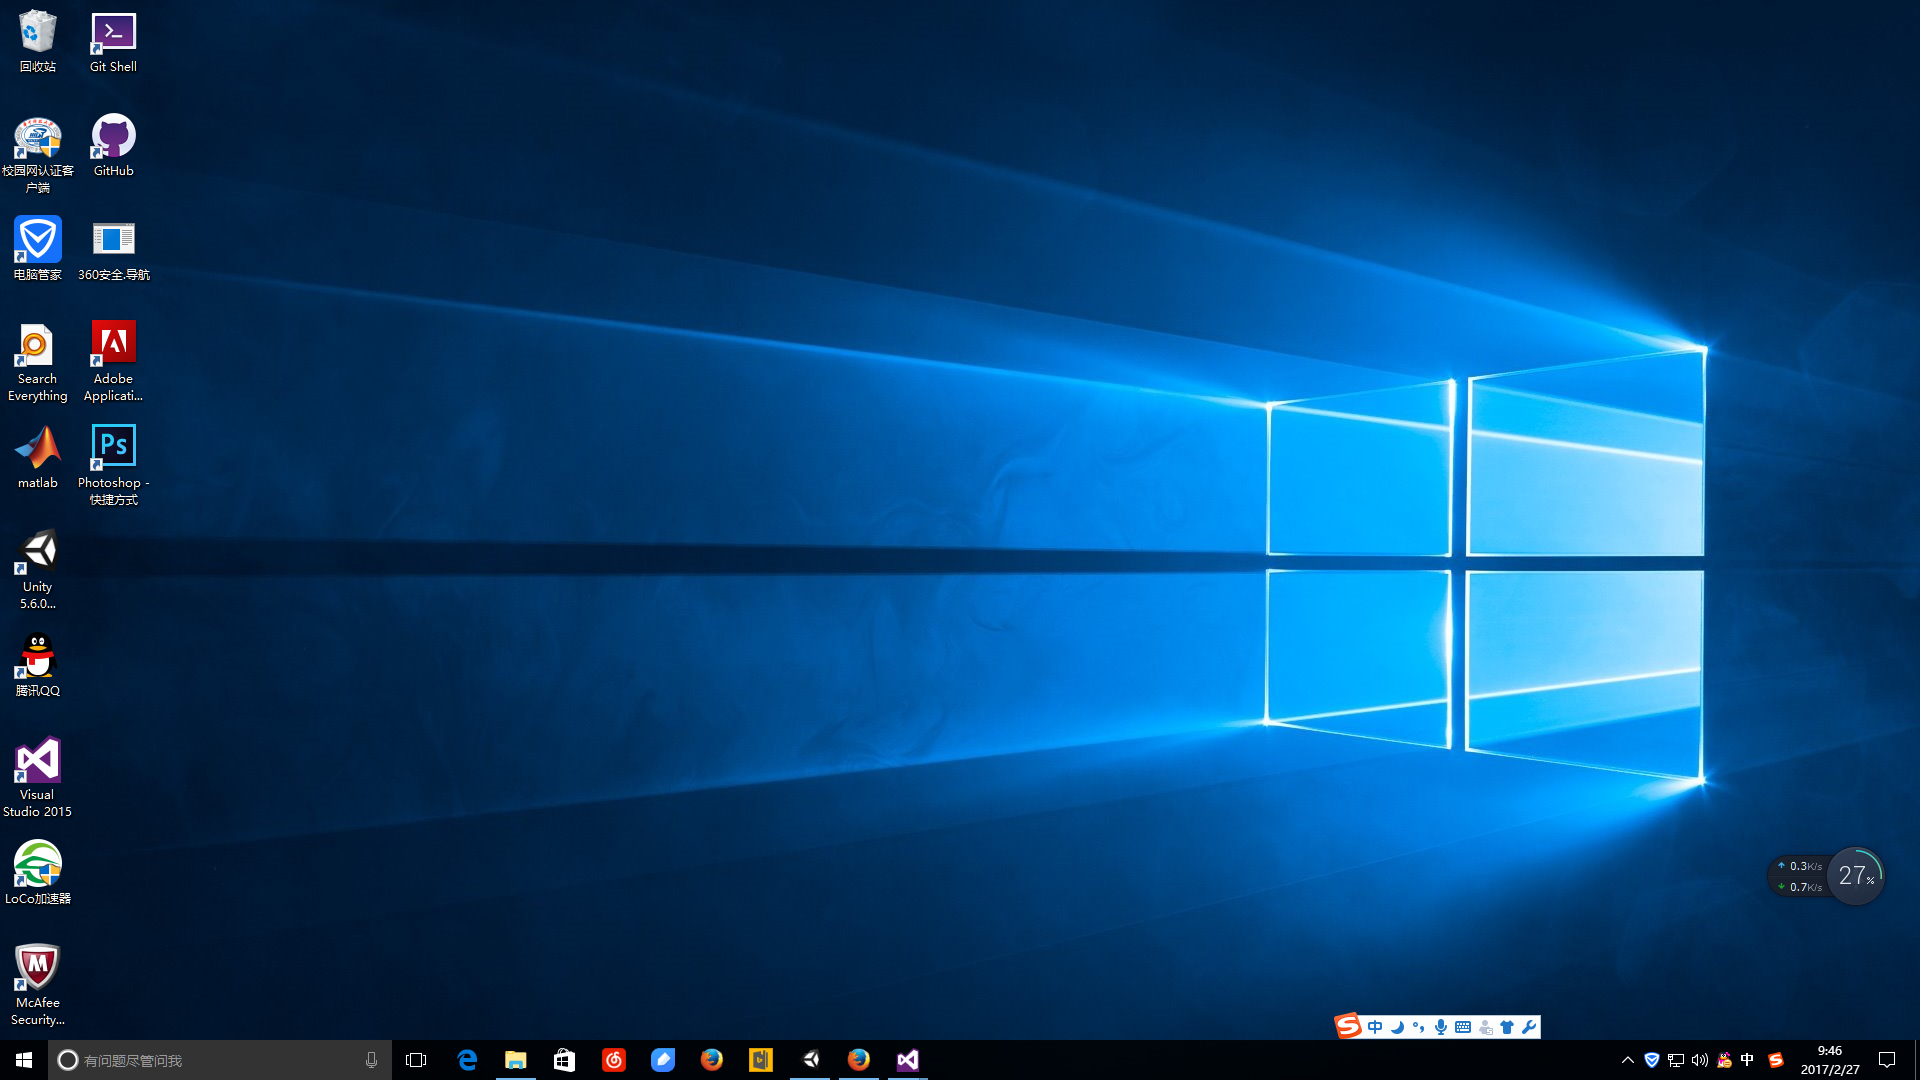 回收站
Git Shell
校园网认证客
户端
GitHub
电脑管家
360安全.导航
Search
Everything
Adobe
Applicati...
matlab
Ps
Photoshop -
快捷方式
Unity
5.6.0...
腾讯QQ
Visual
Studio 2015
LoCo加速器
McAfee
Security...
0.3K/s
0.7K/s
27%
中
有问题尽管问我
中
9:46
2017/2/27